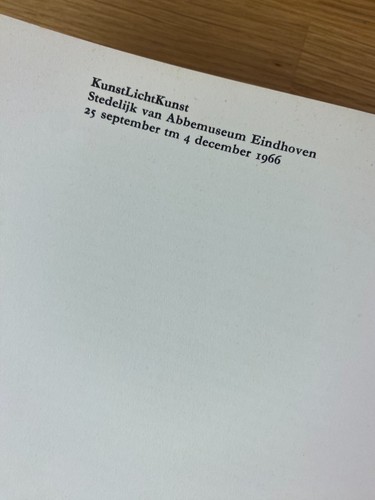 KunstLichtKunst
Stedelijk van Abbemuseum Eindhoven
25 september tm 4 december 1966